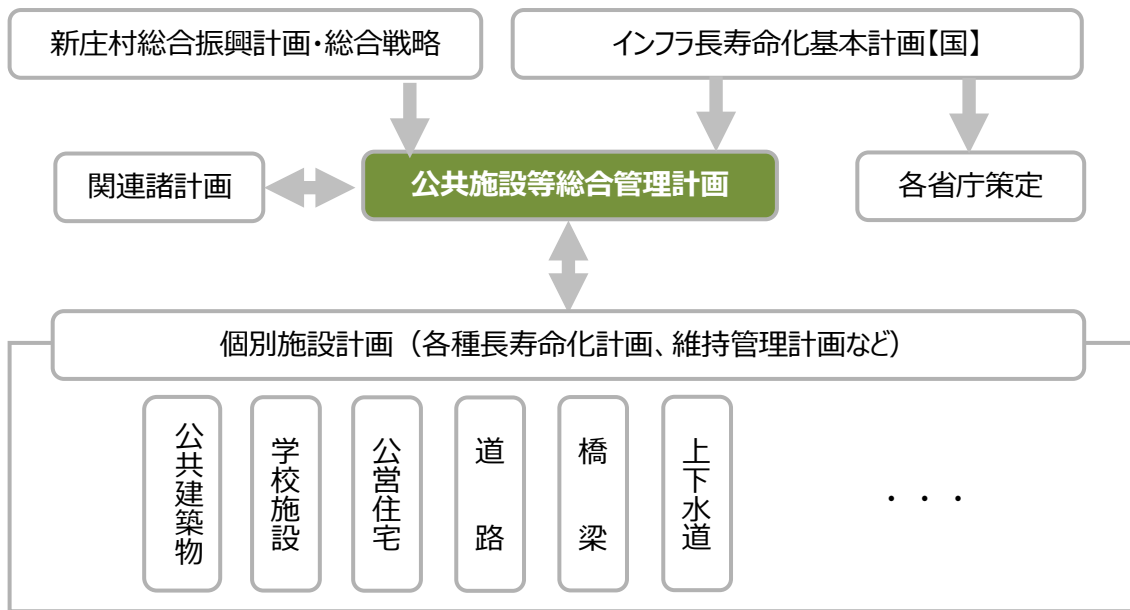 新庄村総合振興計画・総合戦略
インフラ長寿命化基本計画【国】
関連諸計画
公共施設等総合管理計画
各省庁策定
個別施設計画（各種長寿命化計画、維持管理計画など）
公共建築物
学校施設
公営住宅
道路
橋梁
上下水道
・・・